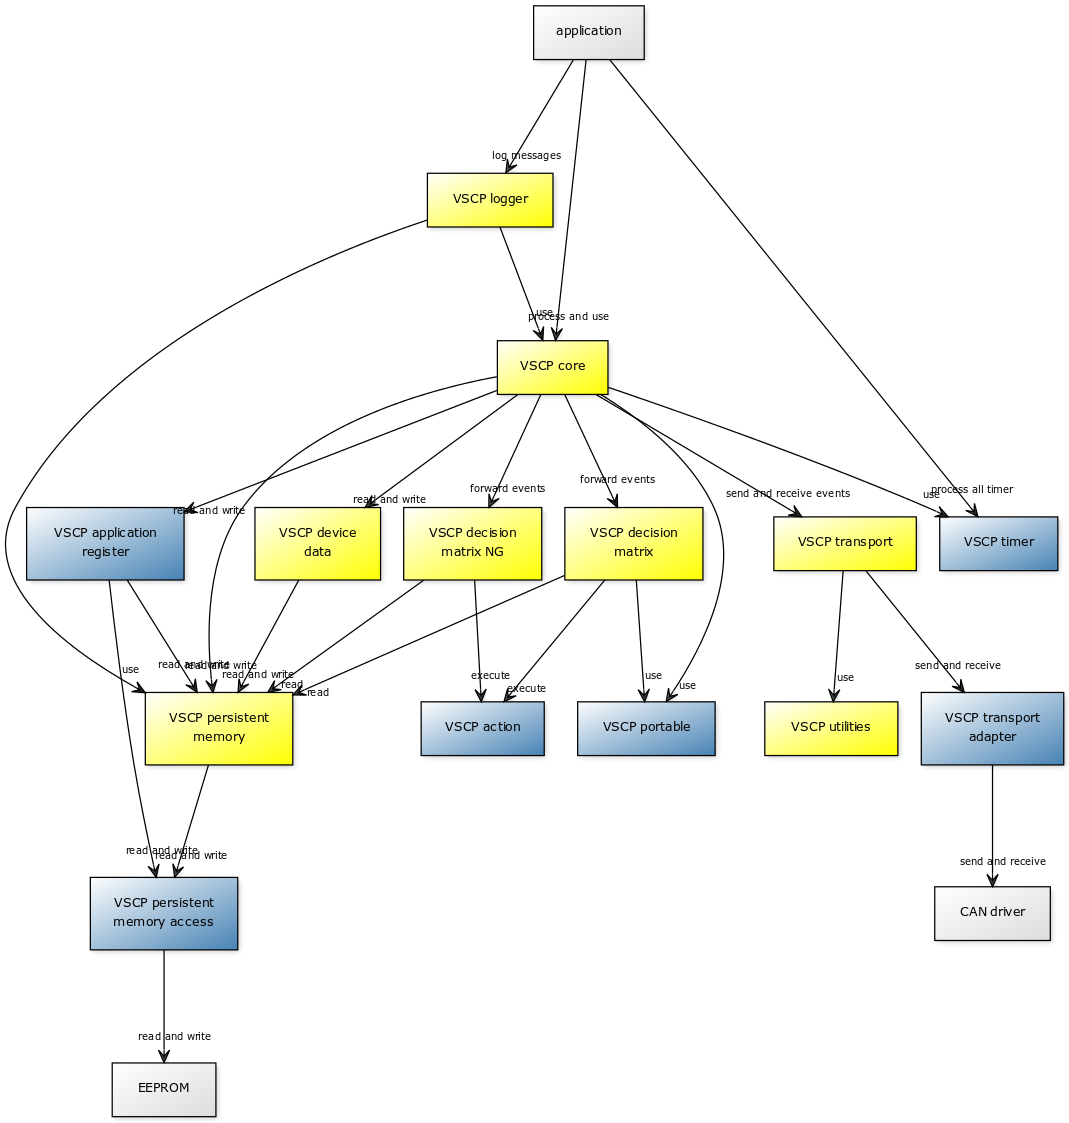 application
log messages
VSCP logger
use
process and use
VSCP core
read and write
read and write
forward events
forward events
send and receive events
use
process all timer
VSCP application
register
VSCP device
data
VSCP decision
matrix NG
VSCP decision
matrix
VSCP transport
VSCP timer
use
read and write
read and write
read and write
read
read
execute
execute
use
use
use
send and receive
VSCP persistent
memory
VSCP action
VSCP portable
VSCP utilities
VSCP transport
adapter
read and write
read and write
send and receive
VSCP persistent
memory access
CAN driver
read and write
EEPROM